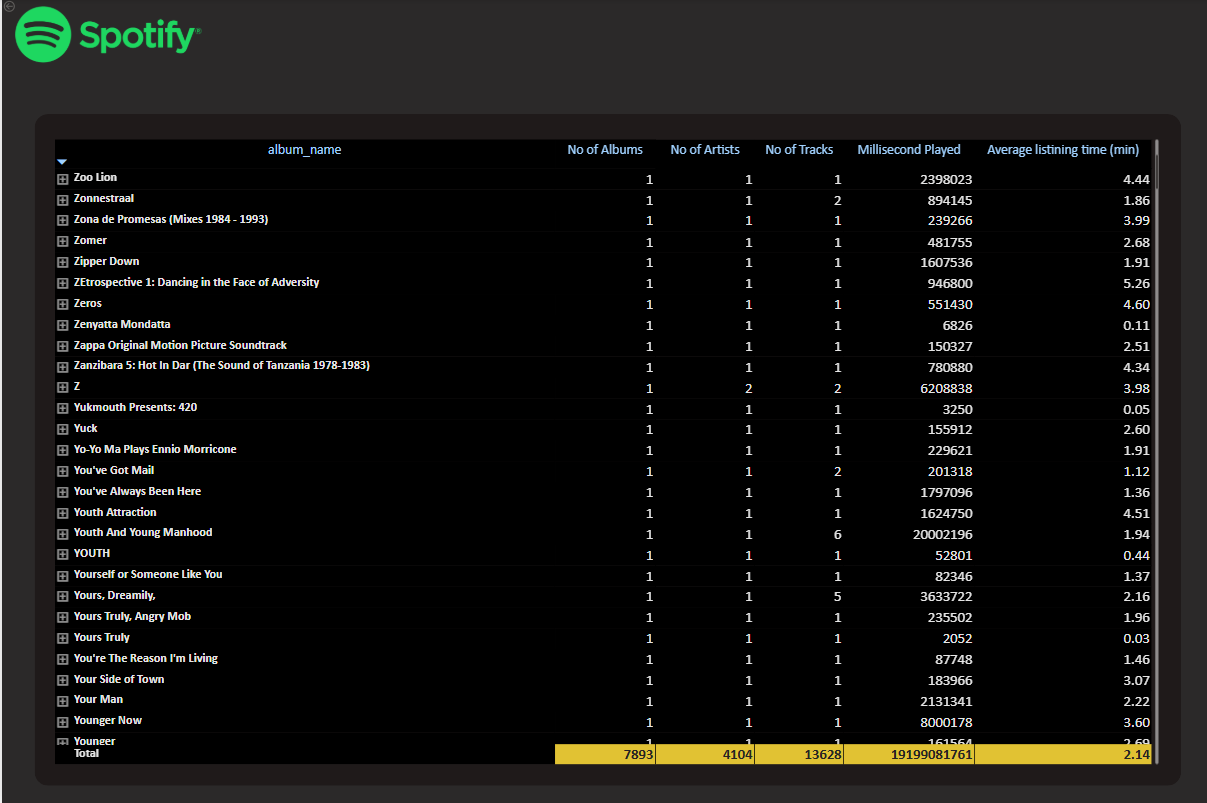 Spotify®
album_name No of Albums No of Artists No of Tracks Millisecond Played Average listining time (min)
Zoo Lion 1 1 1 2398023 4.44
Zonnestraal 1 1 2 894145 1.86
Zona de Promesas (Mixes 1984 - 1993) 1 1 1 239266 3.99
Zomer 1 1 1 481755 2.68
Zipper Down 1 1 1 1607536 1.91
ZEtrospective 1: Dancing in the Face of Adversity 1 1 1 946800 5.26
Zeros 1 1 1 551430 4.60
Zenyatta Mondatta 1 1 1 6826 0.11
Zappa Original Motion Picture Soundtrack 1 1 1 150327 2.51
Zanzibara 5: Hot In Dar (The Sound of Tanzania 1978-1983) 1 1 1 780880 4.34
Z 1 2 2 6208838 3.98
Yukmouth Presents: 420 1 1 1 3250 0.05
Yuck 1 1 1 155912 2.60
Yo-Yo Ma Plays Ennio Morricone 1 1 1 229621 1.91
You've Got Mail 1 1 2 201318 1.12
You've Always Been Here 1 1 1 1797096 1.36
Youth Attraction 1 1 1 1624750 4.51
Youth And Young Manhood 1 1 6 20002196 1.94
YOUTH 1 1 1 52801 0.44
Yourself or Someone Like You 1 1 1 82346 1.37
Yours, Dreamily, 1 1 5 3633722 2.16
Yours Truly, Angry Mob 1 1 1 235502 1.96
Yours Truly 1 1 1 2052 0.03
You're The Reason I'm Living 1 1 1 87748 1.46
Your Side of Town 1 1 1 183966 3.07
Your Man 1 1 1 2131341 2.22
Younger Now 1 1 1 8000178 3.60
Younger 1 1 1 161564 2.69
Total 7893 4104 13628 19199081761 2.14